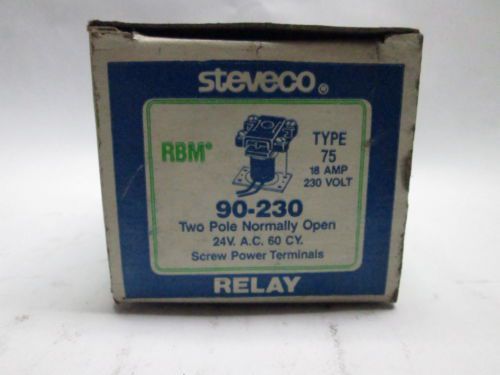 steveco®
RBM®
TYPE
75
18 AMP
230 VOLT
90-230
Two Pole Normally Open
24V. A.C. 60 CY.
Screw Power Terminals
RELAY